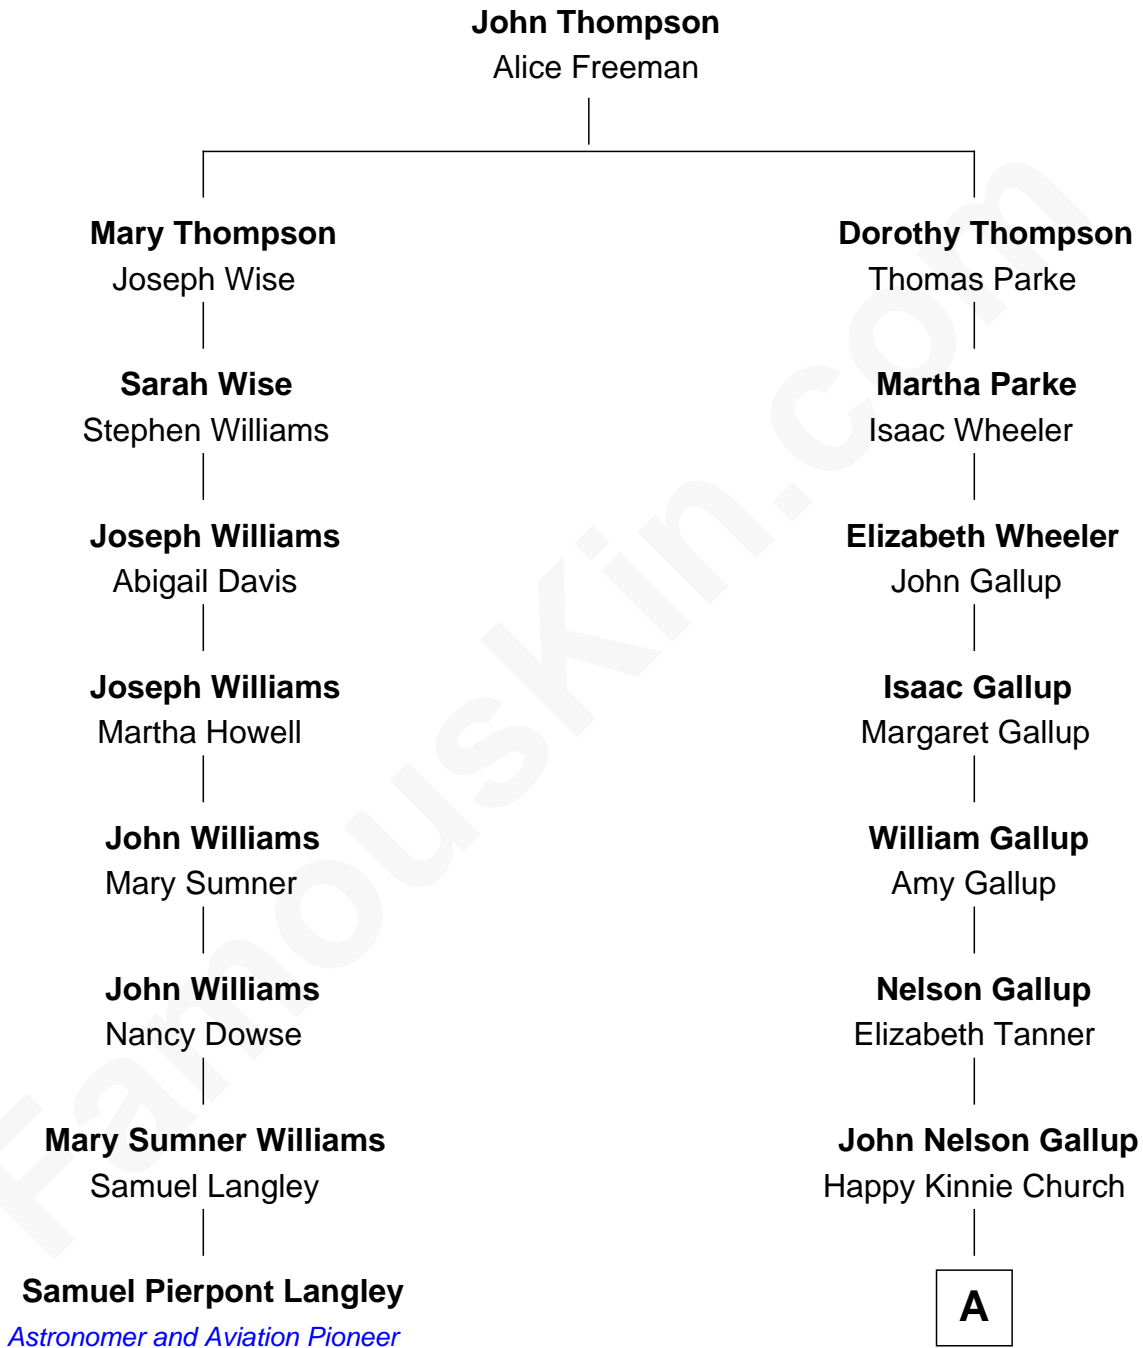 John Thompson
Alice Freeman
Mary Thompson
Joseph Wise
Dorothy Thompson
Thomas Parke
Sarah Wise
Stephen Williams
Martha Parke
Isaac Wheeler
Joseph Williams
Abigail Davis
Elizabeth Wheeler
John Gallup
Joseph Williams
Martha Howell
Isaac Gallup
Margaret Gallup
John Williams
Mary Sumner
William Gallup
Amy Gallup
John Williams
Nancy Dowse
Nelson Gallup
Elizabeth Tanner
Mary Sumner Williams
Samuel Langley
John Nelson Gallup
Happy Kinnie Church
Samuel Pierpont Langley
Astronomer and Aviation Pioneer
A
FamousKin.com